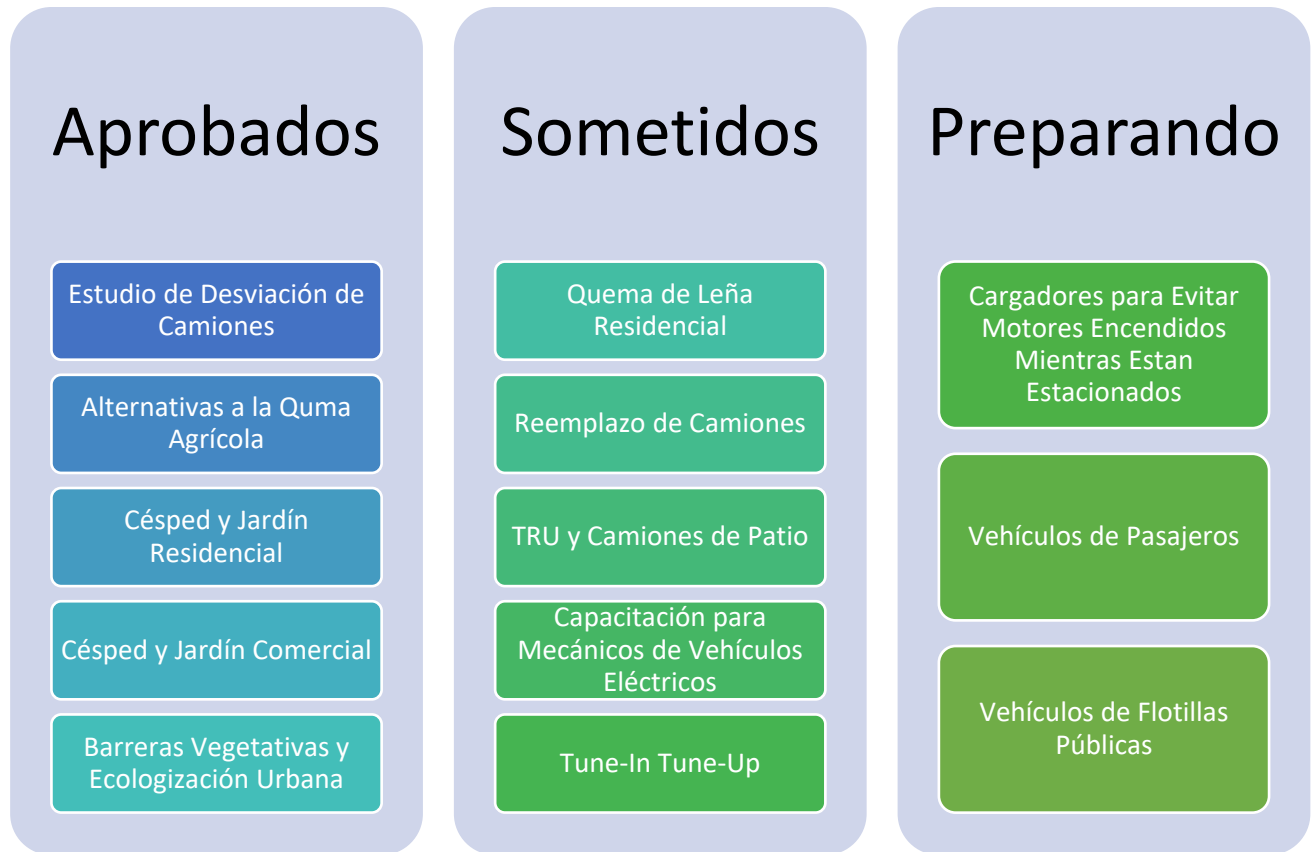 Aprobados
Estudio de Desviación de
Camiones
Alternativas a la Quma
Agrícola
Césped y Jardín
Residencial
Césped y Jardín Comercial
Barreras Vegetativas y
Ecologización Urbana
Sometidos
Quema de Leña
Residencial
Reemplazo de Camiones
TRU y Camiones de Patio
Capacitación para
Mecánicos de Vehículos
Eléctricos
Tune-In Tune-Up
Preparando
Cargadores para Evitar
Motores Encendidos
Mientras Estan
Estacionados
Vehículos de Pasajeros
Vehículos de Flotillas
Públicas